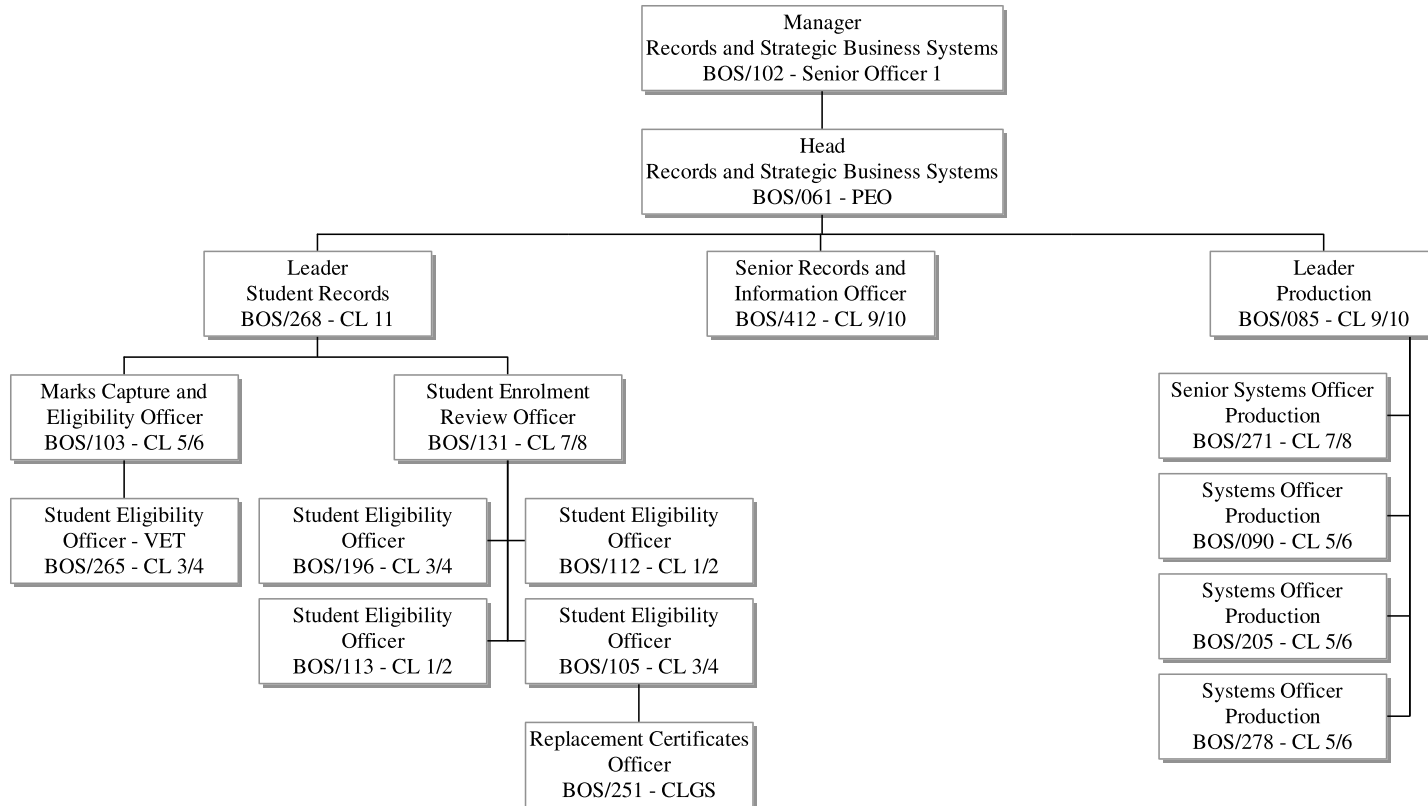 Manager
Records and Strategic Business Systems
BOS/102 - Senior Officer 1
Head
Records and Strategic Business Systems
BOS/061 - PEO
Leader
Student Records
BOS/268 - CL 11
Senior Records and
Information Officer
BOS/412 - CL 9/10
Leader
Production
BOS/085 - CL 9/10
Marks Capture and
Eligibility Officer
BOS/103 - CL 5/6
Student Enrolment
Review Officer
BOS/131 - CL 7/8
Senior Systems Officer
Production
BOS/271 - CL 7/8
Systems Officer
Production
BOS/090 - CL 5/6
Student Eligibility
Officer - VET
BOS/265 - CL 3/4
Student Eligibility
Officer
BOS/196 - CL 3/4
Student Eligibility
Officer
BOS/112 - CL 1/2
Systems Officer
Production
BOS/205 - CL 5/6
Student Eligibility
Officer
BOS/113 - CL 1/2
Student Eligibility
Officer
BOS/105 - CL 3/4
Systems Officer
Production
BOS/278 - CL 5/6
Replacement Certificates
Officer
BOS/251 - CLGS